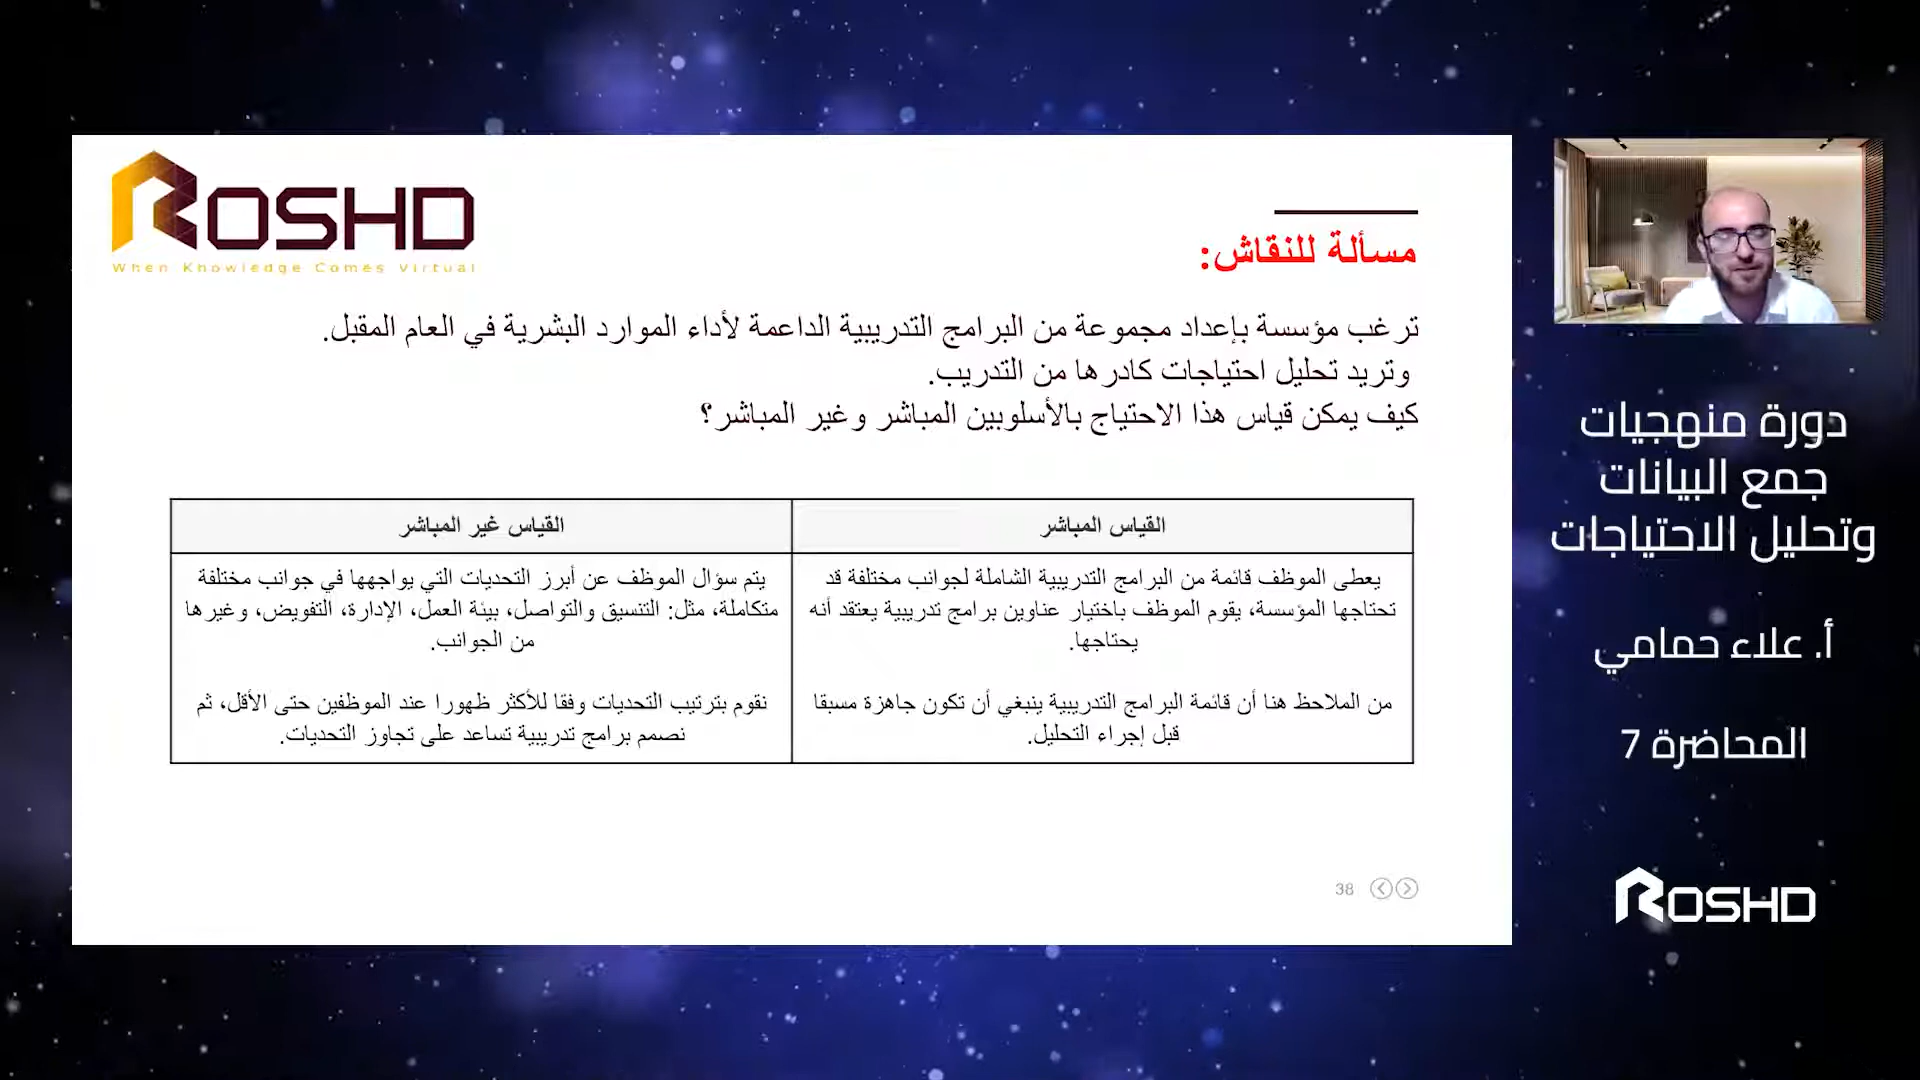 ROSHD
When Knowledge Comes Virtual
مسألة للنقاش:
ترغب مؤسسة بإعداد مجموعة من البرامج التدريبية الداعمة لأداء الموارد البشرية في العام المقبل.
وتريد تحليل احتياجات كادرها من التدريب.
كيف يمكن قياس هذا الاحتياج بالأسلوبين المباشر وغير المباشر؟
القياس المباشر
يعطى الموظف قائمة من البرامج التدريبية الشاملة لجوانب مختلفة قد
تحتاجها المؤسسة، يقوم الموظف باختيار عناوين برامج تدريبية يعتقد أنه
يحتاجها.
من الملاحظ هنا أن قائمة البرامج التدريبية ينبغي أن تكون جاهزة مسبقا
قبل إجراء التحليل.
القياس غير المباشر
يتم سؤال الموظف عن أبرز التحديات التي يواجهها في جوانب مختلفة
متكاملة، مثل: التنسيق والتواصل، بيئة العمل، الإدارة، التفويض، وغيرها
من الجوانب.
نقوم بترتيب التحديات وفقا للأكثر ظهورا عند الموظفين حتى الأقل، ثم
نصمم برامج تدريبية تساعد على تجاوز التحديات.
38
دورة منهجيات
جمع البيانات
وتحليل الاحتياجات
أ. علاء حمامي
المحاضرة 7
ROSHD